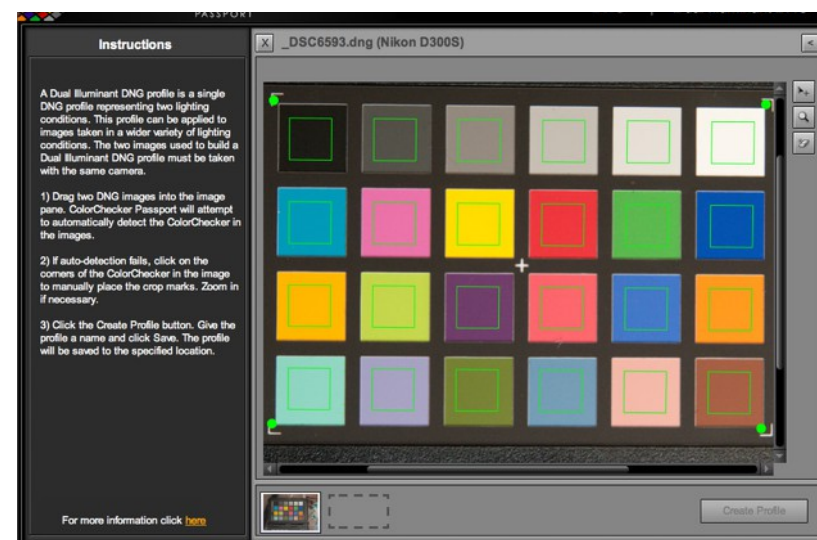 PASSPORT
Instructions
X _DSC6593.dng (Nikon D300S) <
A Dual Illuminant DNG profile is a single
DNG profile representing two lighting
conditions. This profile can be applied to
images taken in a wider variety of lighting
conditions. The two images used to build a
Dual Illuminant DNG profile must be taken
with the same camera.
1) Drag two DNG images into the image
pane. ColorChecker Passport will attempt
to automatically detect the ColorChecker in
the images.
2) If auto-detection fails, click on the
corners of the ColorChecker in the image
to manually place the crop marks. Zoom in
if necessary.
3) Click the Create Profile button. Give the
profile a name and click Save. The profile
will be saved to the specified location.
For more information click here
Create Profile